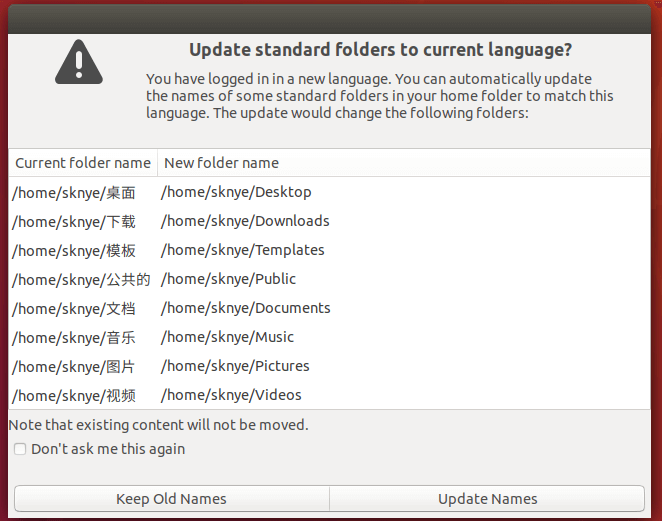 Update standard folders to current language?
You have logged in in a new language. You can automatically update
the names of some standard folders in your home folder to match this
language. The update would change the following folders:
Current folder name New folder name
/home/sknye/桌面 /home/sknye/Desktop
/home/sknye/下载 /home/sknye/Downloads
/home/sknye/模板 /home/sknye/Templates
/home/sknye/公共的 /home/sknye/Public
/home/sknye/文档 /home/sknye/Documents
/home/sknye/音乐 /home/sknye/Music
/home/sknye/图片 /home/sknye/Pictures
/home/sknye/视频 /home/sknye/Videos
Note that existing content will not be moved.
Don't ask me this again
Keep Old Names Update Names